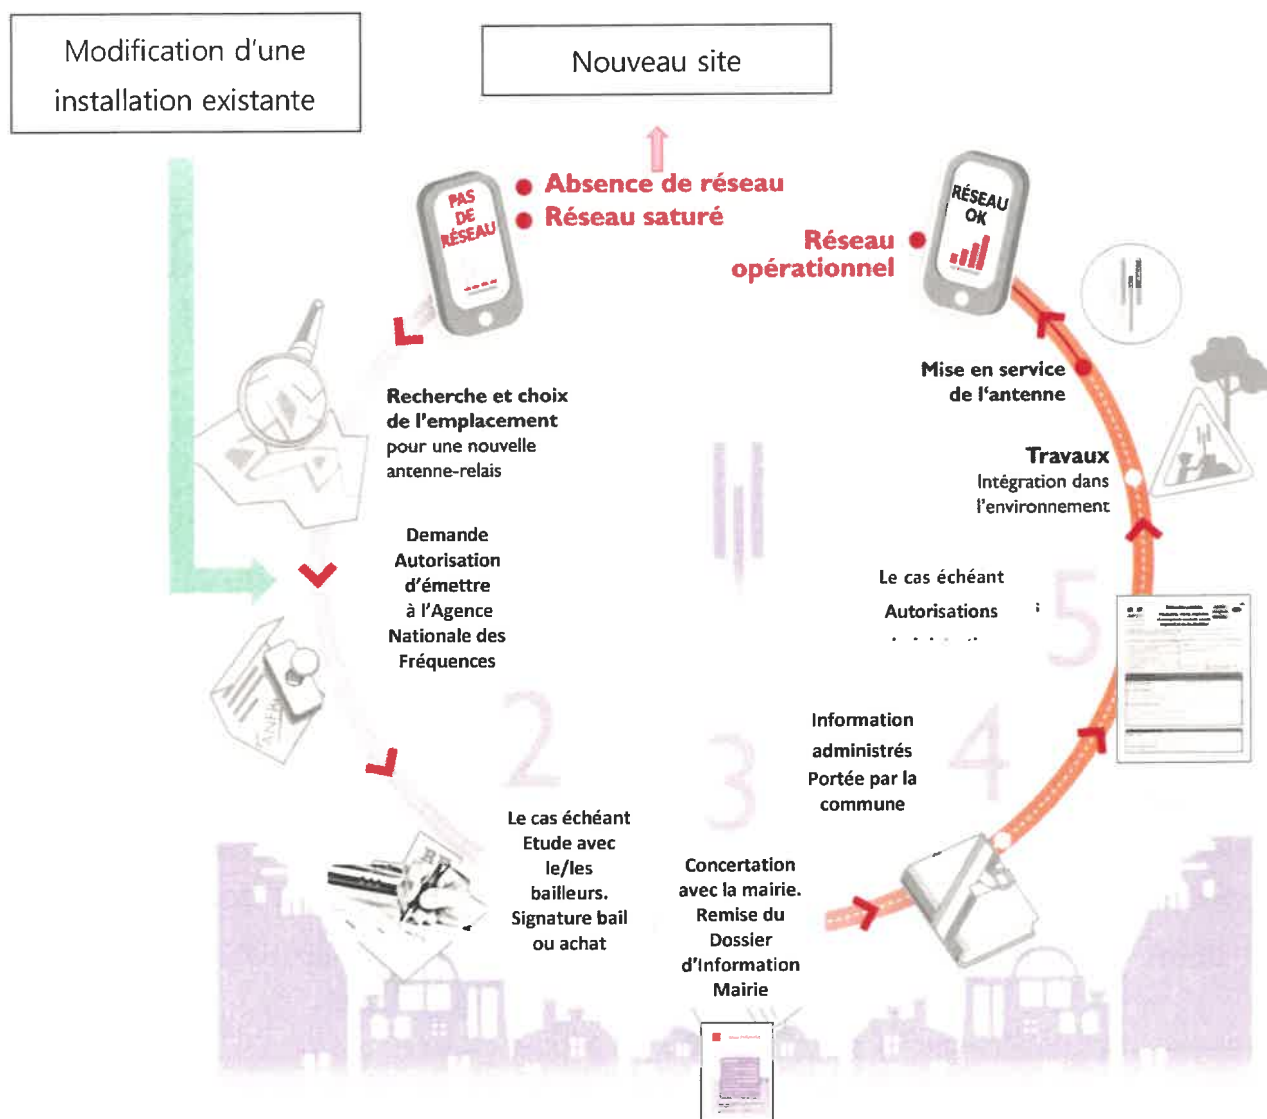 Modification d'une
installation existante
Nouveau site
PAS
DE
RÉSEAU
Absence de réseau
Réseau saturé
RÉSEAU
OK
Réseau
opérationnel
Recherche et choix
de l'emplacement
pour une nouvelle
antenne-relais
Mise en service
de l'antenne
Travaux
Intégration dans
l'environnement
Demande
Autorisation
d'émettre
à l'Agence
Nationale des
Fréquences
ANFR
Le cas échéant
Autorisations
5
Information
administrés
Portée par la
commune
4
2
3
Le cas échéant
Etude avec
le/les
bailleurs.
Signature bail
ou achat
Concertation
avec la mairie.
Remise du
Dossier
d'Information
Mairie